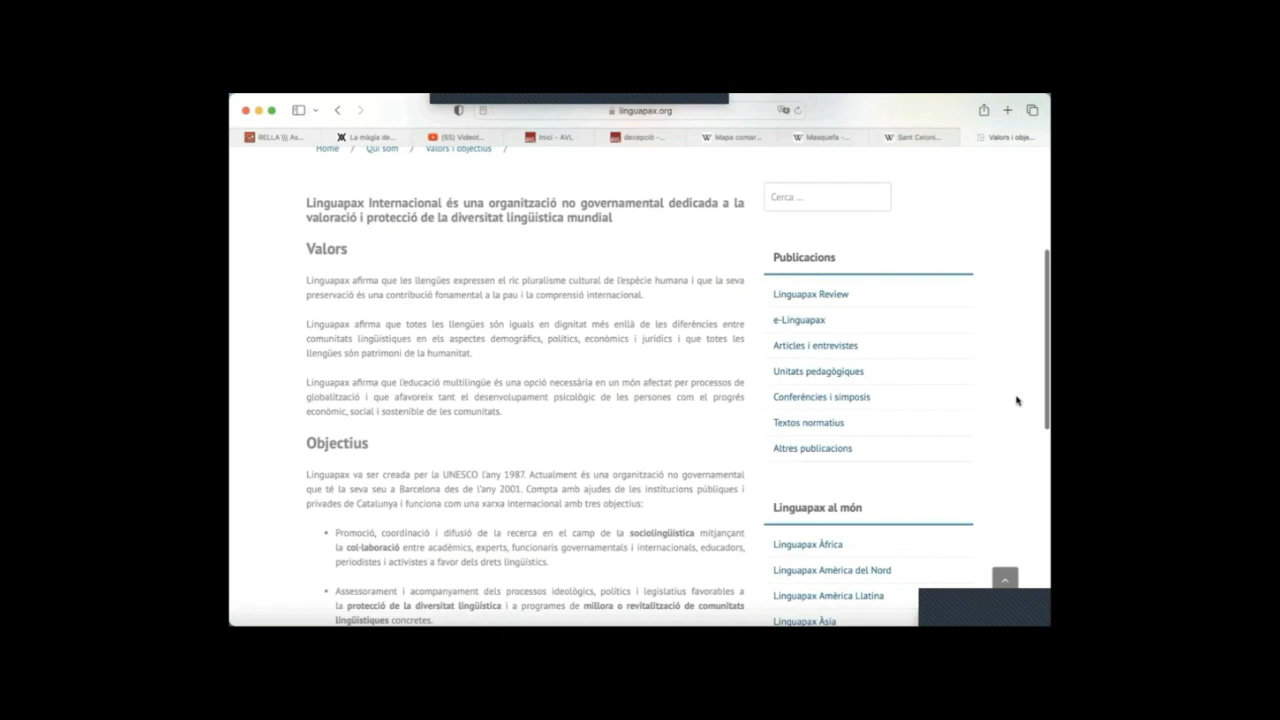 linguapax.org
RELLA ))), As...
La màgia de...
(55) Videot...
Inici - AVL
decepció -...
Mapa comar...
Masquefa -...
Sant Celoni...
Valors i obje...
Home / Qui som / Valors i objectius /
Linguapax Internacional és una organització no governamental dedicada a la
valoració i protecció de la diversitat lingüística mundial
Valors
Linguapax afirma que les llengües expressen el ric pluralisme cultural de l'espècie humana i que la seva
preservació és una contribució fonamental a la pau i la comprensió internacional.
Linguapax afirma que totes les llengües són iguals en dignitat més enllà de les diferències entre
comunitats lingüístiques en els aspectes demogràfics, polítics, econòmics i jurídics i que totes les
llengües són patrimoni de la humanitat.
Linguapax afirma que l'educació multilingüe és una opció necessària en un món afectat per processos de
globalització i que afavoreix tant el desenvolupament psicològic de les persones com el progrés
econòmic, social i sostenible de les comunitats.
Objectius
Linguapax va ser creada per la UNESCO l'any 1987. Actualment és una organització no governamental
que té la seva seu a Barcelona des de l'any 2001. Compta amb ajudes de les institucions públiques i
privades de Catalunya i funciona com una xarxa internacional amb tres objectius:
• Promoció, coordinació i difusió de la recerca en el camp de la sociolingüística mitjançant
la col·laboració entre acadèmics, experts, funcionaris governamentals i internacionals, educadors,
periodistes i activistes a favor dels drets lingüístics.
• Assessorament i acompanyament dels processos ideològics, polítics i legislatius favorables a
la protecció de la diversitat lingüística i a programes de millora o revitalització de comunitats
lingüístiques concretes.
Cerca ...
Publicacions
Linguapax Review
e-Linguapax
Articles i entrevistes
Unitats pedagògiques
Conferències i simposis
Textos normatius
Altres publicacions
Linguapax al món
Linguapax Àfrica
Linguapax Amèrica del Nord
Linguapax Amèrica Llatina
Linguapax Àsia